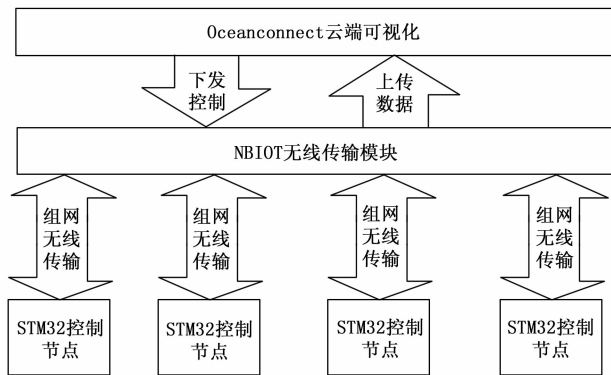 Oceanconnect云端可视化
下发
控制
上传
数据
NBIOT无线传输模块
组网
无线
传输
组网
无线
传输
组网
无线
传输
组网
无线
传输
STM32控制
节点
STM32控制
节点
STM32控制
节点
STM32控制
节点